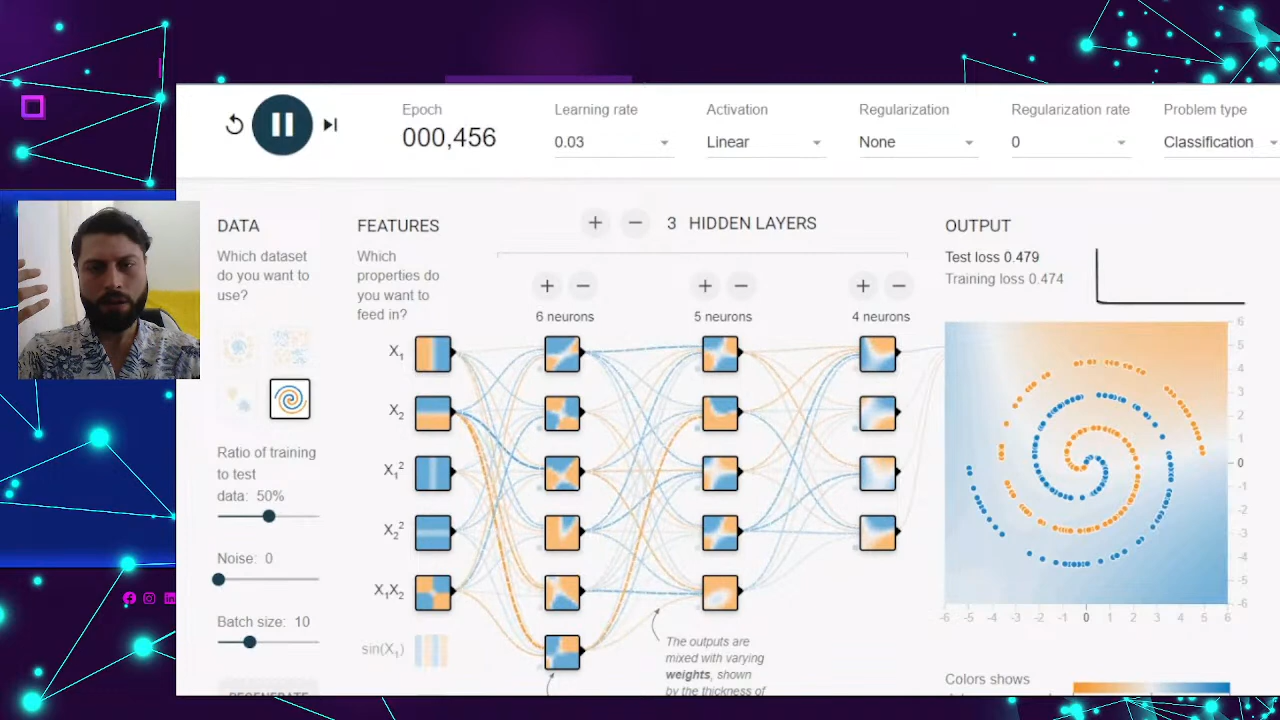 Epoch
000,456
Learning rate
0.03
Activation
Linear
Regularization
None
Regularization rate
0
Problem type
Classification
DATA
Which dataset
do you want to
use?
Ratio of training
to test
data: 50%
Noise: 0
Batch size: 10
REGENERATE
FEATURES
Which
properties do
you want to
feed in?
X1
X2
X1²
X2²
X1X2
sin(X1)
+ − 3 HIDDEN LAYERS
+ −
6 neurons
+ −
5 neurons
+ −
4 neurons
The outputs are
mixed with varying
weights, shown
by the thickness of
OUTPUT
Test loss 0.479
Training loss 0.474
6
5
4
3
2
1
0
-1
-2
-3
-4
-5
-6
-6 -5 -4 -3 -2 -1 0 1 2 3 4 5 6
Colors shows